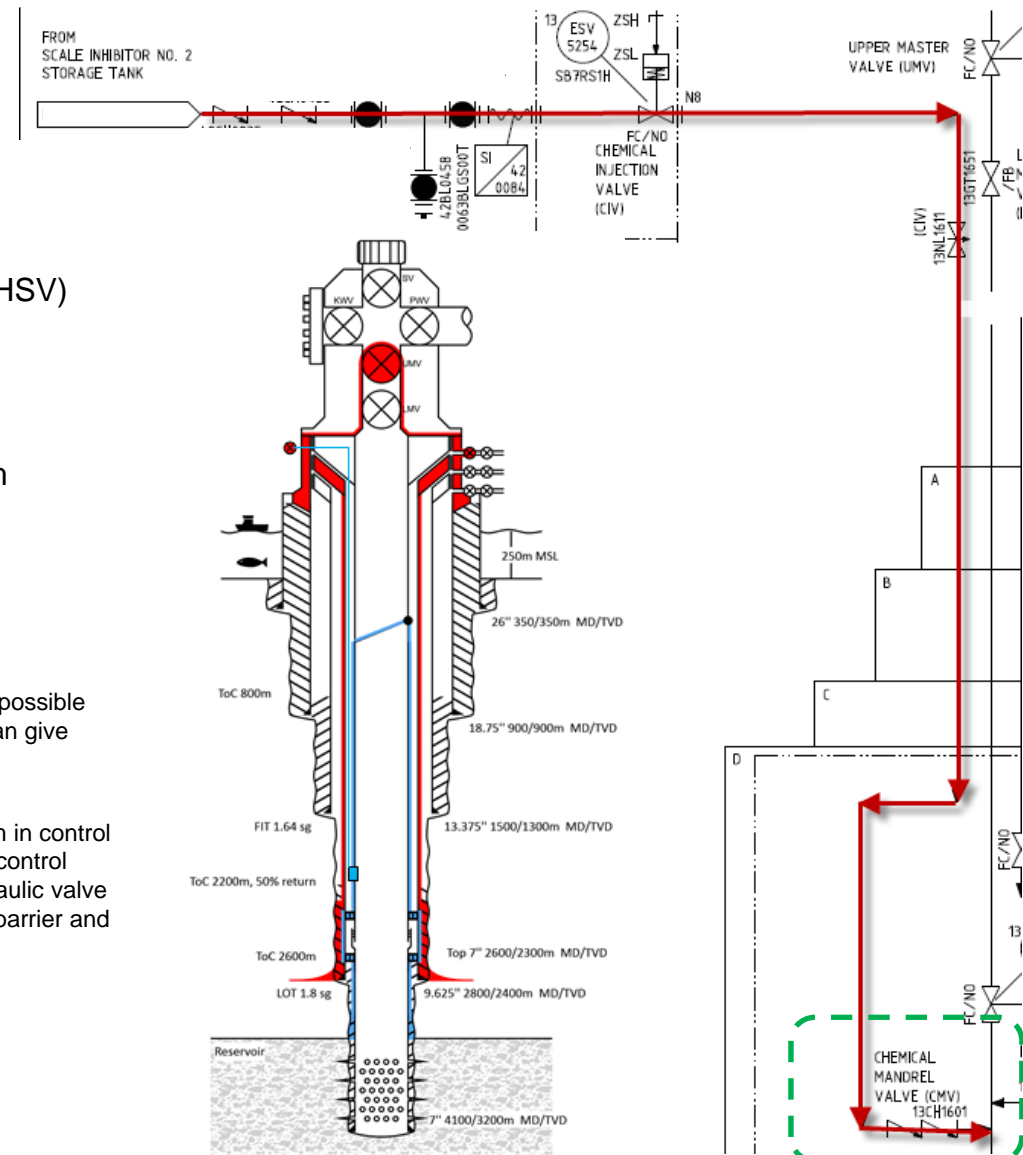 FROM
SCALE INHIBITOR NO. 2
STORAGE TANK
13
ESV
5254
ZSH
ZSL
SB7RS1H
N8
FC/NO
CHEMICAL
INJECTION
VALVE
(CIV)
SI
42
0084
42BL0458
0063BLGS00T
UPPER MASTER
VALVE (UMV)
FC/NO
13GT1651
/FB
(CIV)
13NL1611
HSV)
possible
an give
n in control
control
aulic valve
barrier and
SV
KWV
PWV
UMV
LMV
250m MSL
26" 350/350m MD/TVD
ToC 800m
18.75" 900/900m MD/TVD
FIT 1.64 sg
13.375" 1500/1300m MD/TVD
ToC 2200m, 50% return
ToC 2600m
Top 7" 2600/2300m MD/TVD
LOT 1.8 sg
9.625" 2800/2400m MD/TVD
Reservoir
7" 4100/3200m MD/TVD
A
B
C
D
FC/NO
13
FC/NO
CHEMICAL
MANDREL
VALVE (CMV)
13CH1601